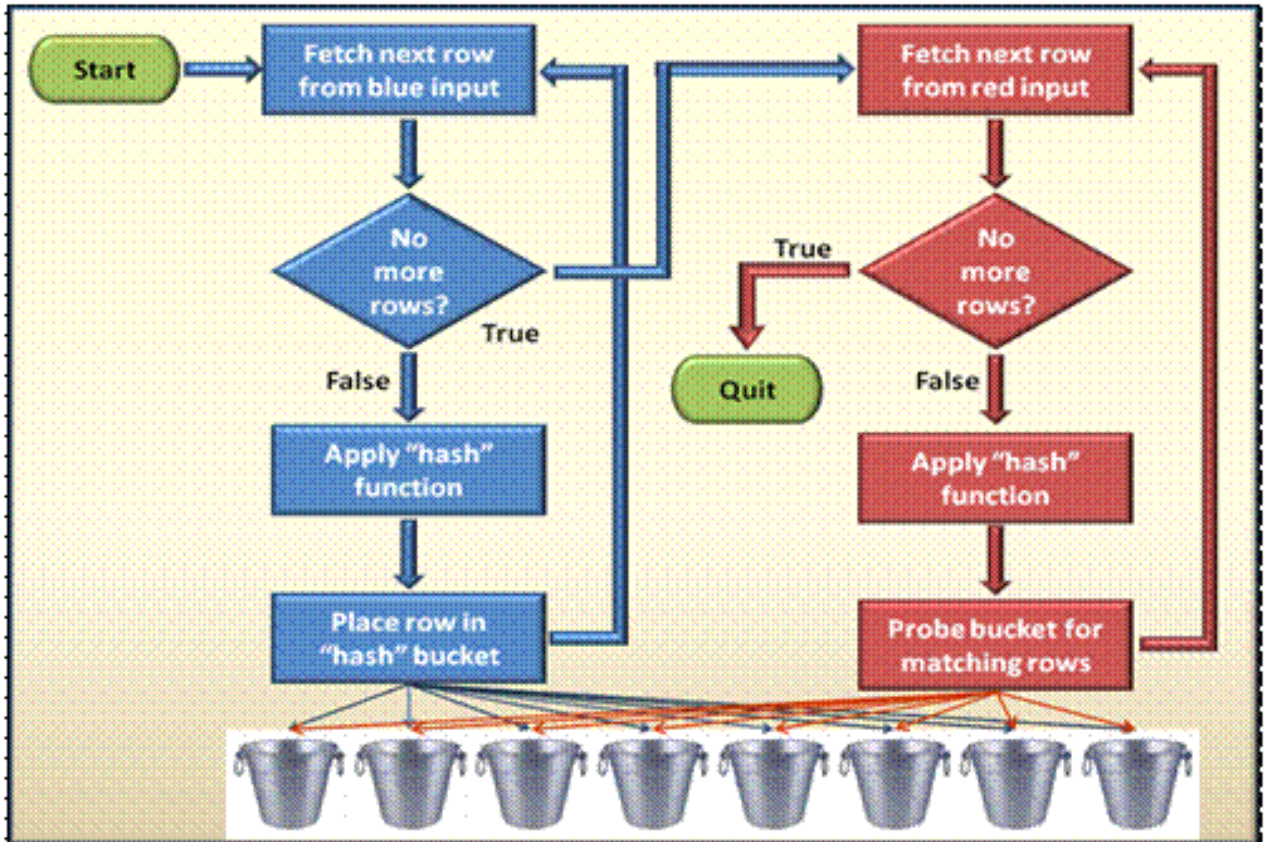 Start
Fetch next row
from blue input
No
more
rows?
True
False
Apply “hash”
function
Place row in
“hash” bucket
Fetch next row
from red input
No
more
rows?
True
Quit
False
Apply “hash”
function
Probe bucket for
matching rows